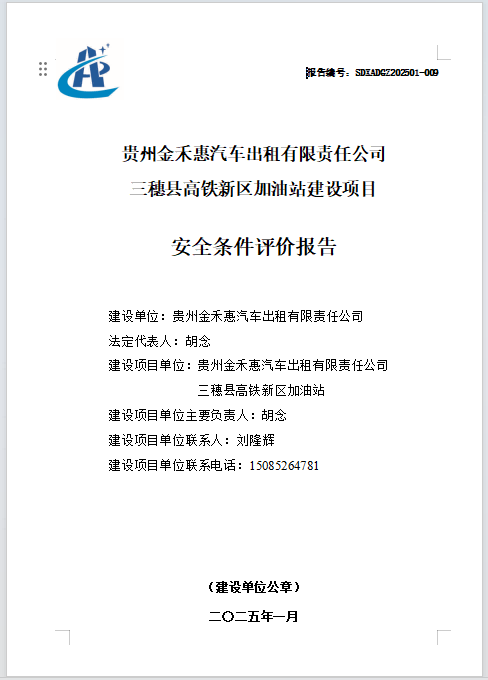 报告编号：SDXADGZ202501-009
贵州金禾惠汽车出租有限责任公司
三穗县高铁新区加油站建设项目
安全条件评价报告
建设单位：贵州金禾惠汽车出租有限责任公司
法定代表人：胡念
建设项目单位：贵州金禾惠汽车出租有限责任公司
三穗县高铁新区加油站
建设项目单位主要负责人：胡念
建设项目单位联系人：刘隆辉
建设项目单位联系电话：15085264781
（建设单位公章）
二〇二五年一月